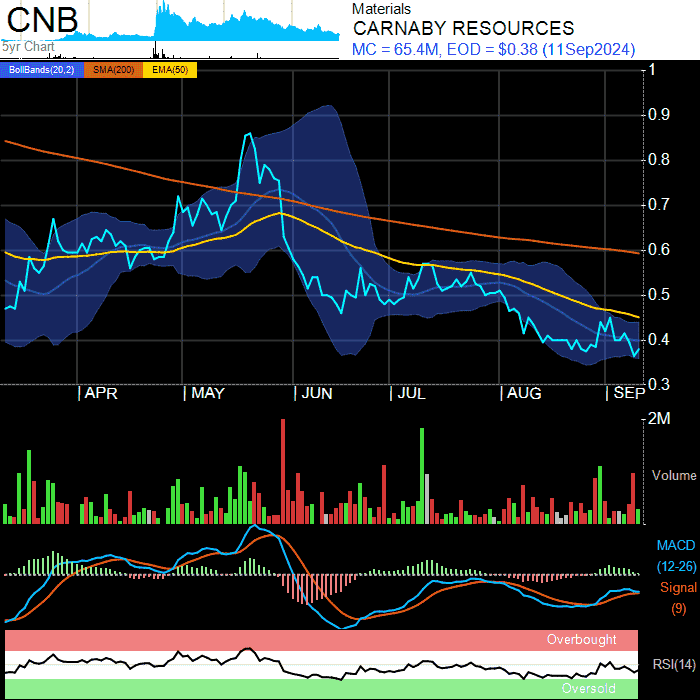 CNB
5yr Chart
Materials
CARNABY RESOURCES
MC = 65.4M, EOD = $0.38 (11Sep2024)
BollBands(20,2) SMA(200) EMA(50)
1
0.9
0.8
0.7
0.6
0.5
0.4
0.3
APR MAY JUN JUL AUG SEP
2M
Volume
MACD
(12-26)
Signal
(9)
Overbought
RSI(14)
Oversold